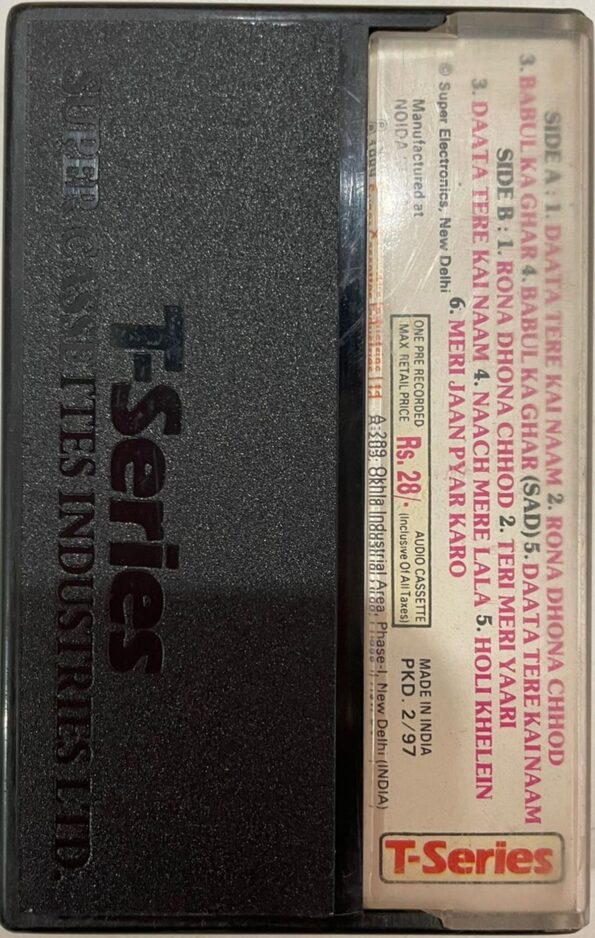 SIDE A : 1. DAATA TERE KAI NAAM 2. RONA DHONA CHHOD
3. BABUL KA GHAR 4. BABUL KA GHAR (SAD) 5. DAATA TERE KAI NAAM
SIDE B : 1. RONA DHONA CHHOD 2. TERI MERI YAARI
3. DAATA TERE KAI NAAM 4. NAACH MERE LALA 5. HOLI KHELEIN
6. MERI JAAN PYAR KARO
© Super Electronics, New Delhi
Manufactured at
NOIDA
ONE PRE RECORDED AUDIO CASSETTE
MAX RETAIL PRICE Rs. 28/- (Inclusive Of All Taxes)
MADE IN INDIA
PKD. 2/97
A-289, Okhla Industrial Area, Phase-I, New Delhi (INDIA)
T-Series
T-Series
SUPER CASSETTES INDUSTRIES LTD.